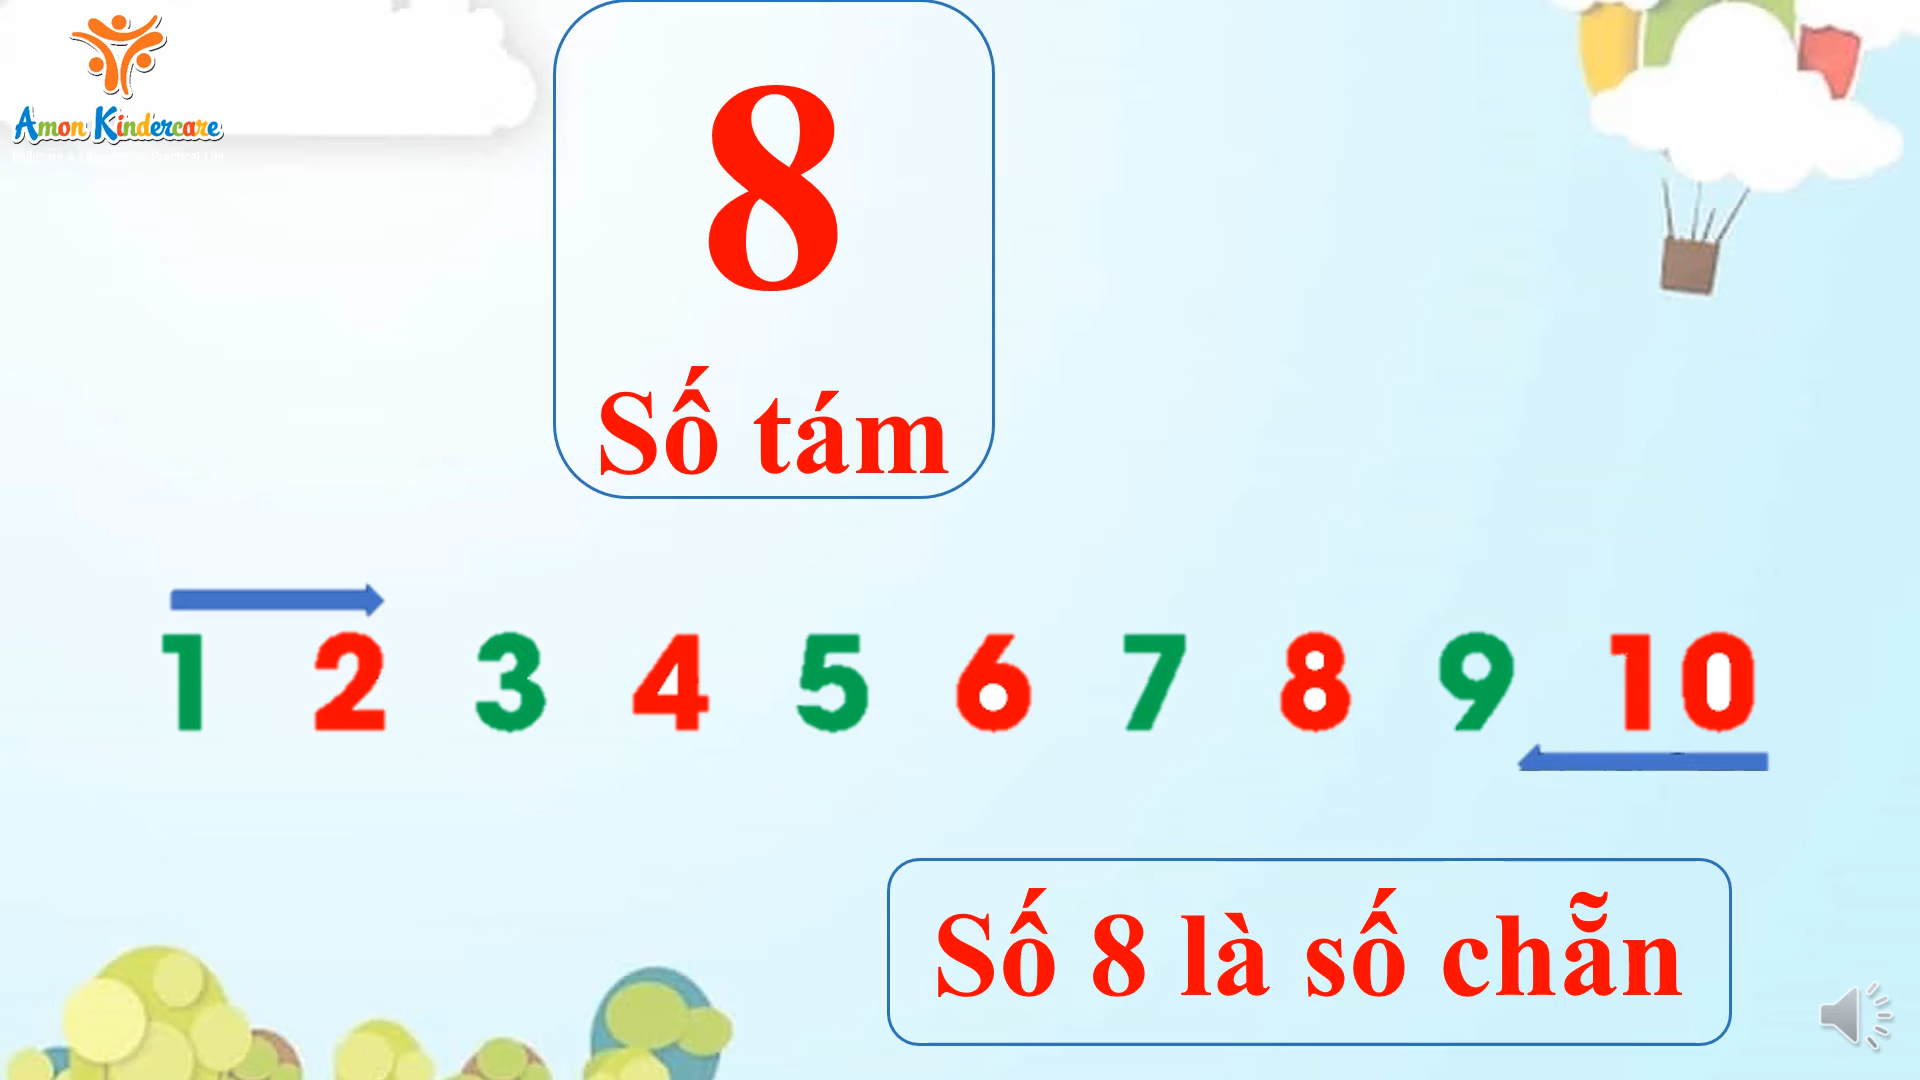 Amon Kindercare
8
Số tám
1 2 3 4 5 6 7 8 9 10
Số 8 là số chẵn